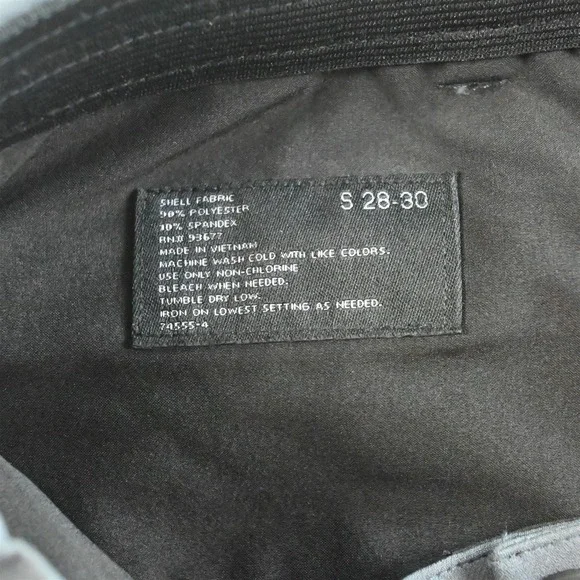 SHELL FABRIC
90% POLYESTER
10% SPANDEX
RN# 93677
MADE IN VIETNAM
MACHINE WASH COLD WITH LIKE COLORS.
USE ONLY NON-CHLORINE
BLEACH WHEN NEEDED.
TUMBLE DRY LOW.
IRON ON LOWEST SETTING AS NEEDED.
74555-4
S 28-30